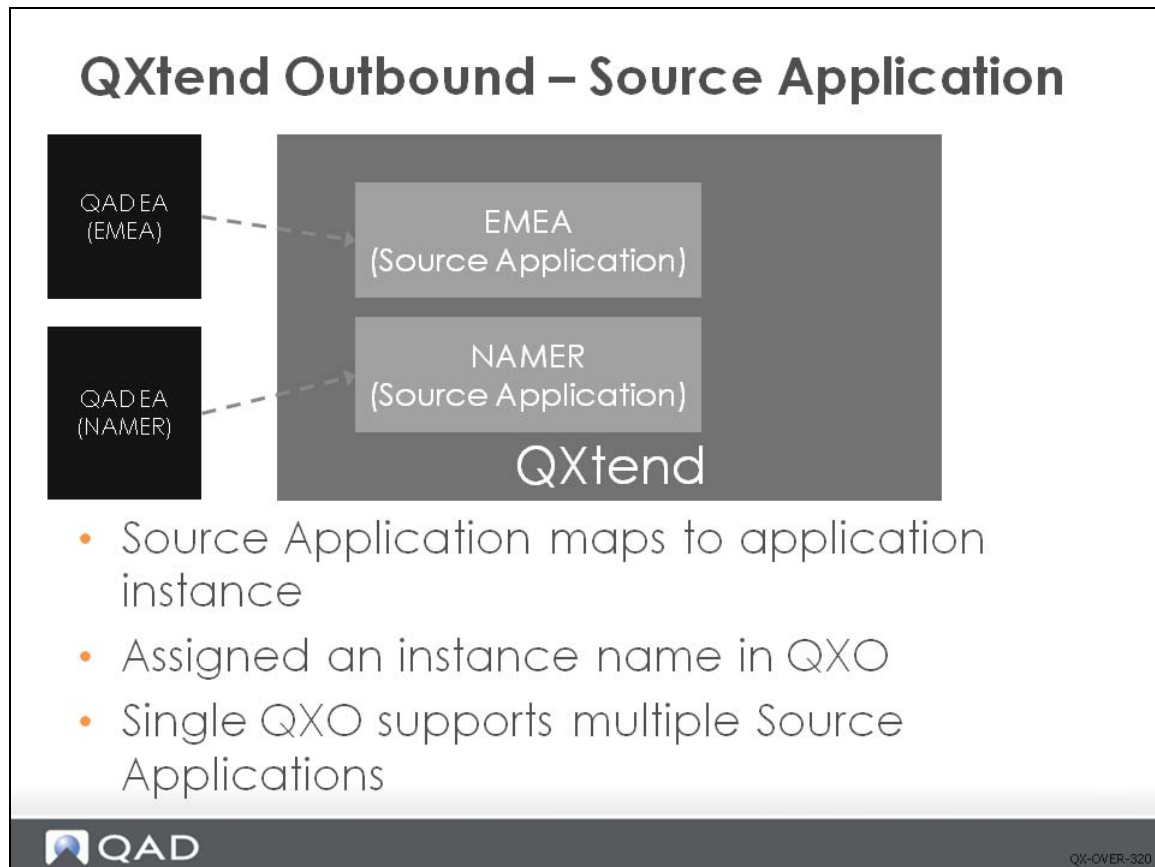 QXtend Outbound – Source Application
QAD EA
(EMEA)
EMEA
(Source Application)
QAD EA
(NAMER)
NAMER
(Source Application)
QXtend
• Source Application maps to application
instance
• Assigned an instance name in QXO
• Single QXO supports multiple Source
Applications
QAD
QX-OVER-320